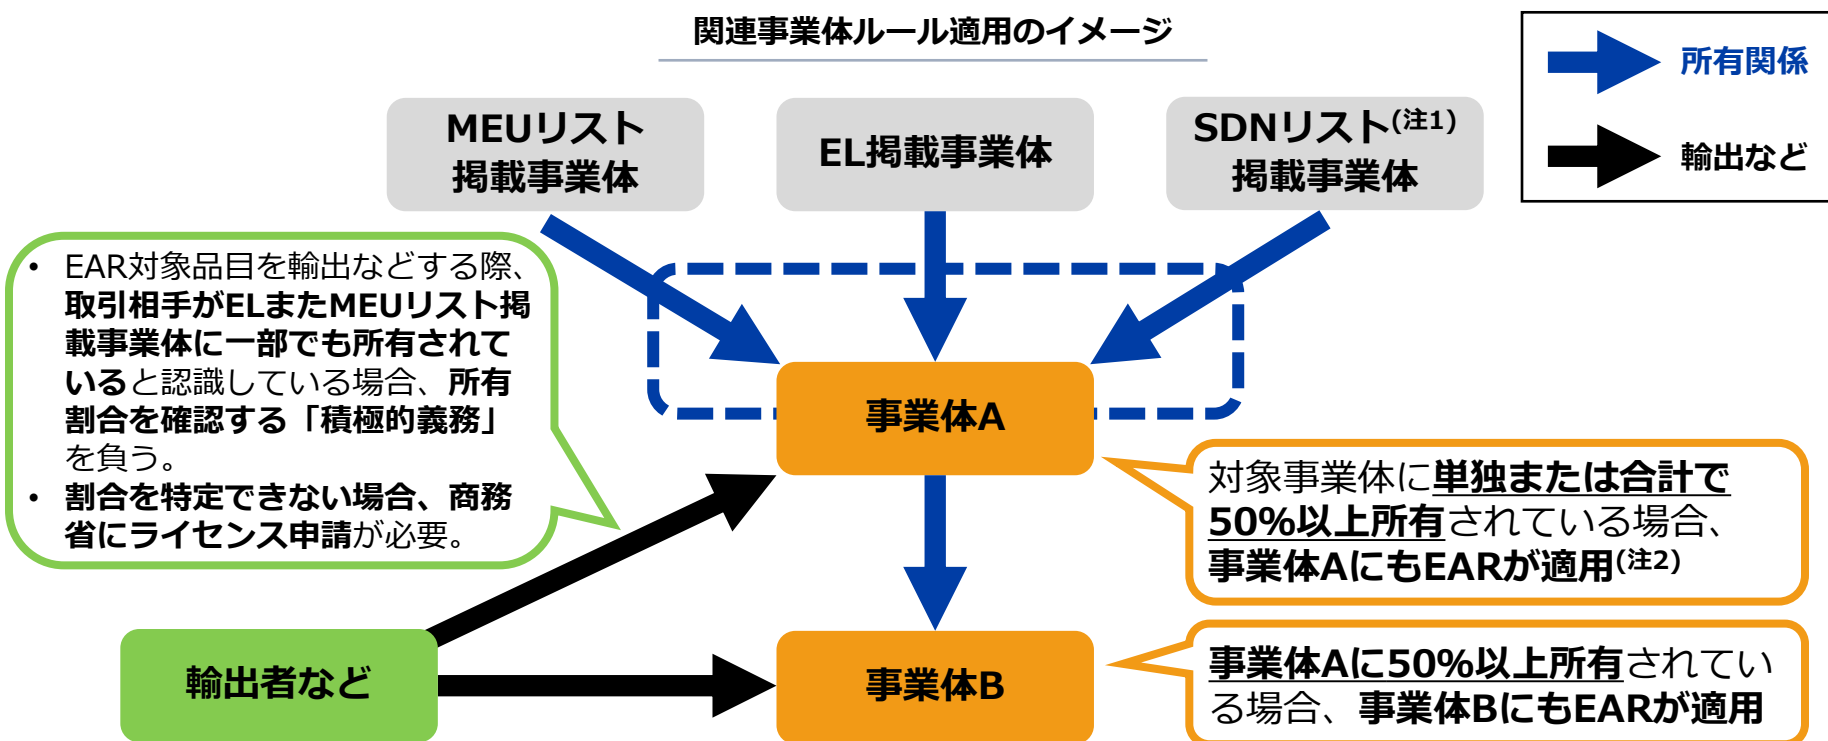 関連事業体ルール適用のイメージ
所有関係
輸出など
MEUリスト
掲載事業体
EL掲載事業体
SDNリスト(注1)
掲載事業体
• EAR対象品目を輸出などする際、
取引相手がELまたMEUリスト掲
載事業体に一部でも所有されて
いると認識している場合、所有
割合を確認する「積極的義務」
を負う。
• 割合を特定できない場合、商務
省にライセンス申請が必要。
事業体A
対象事業体に単独または合計で
50%以上所有されている場合、
事業体AにもEARが適用(注2)
輸出者など
事業体B
事業体Aに50%以上所有されてい
る場合、事業体BにもEARが適用